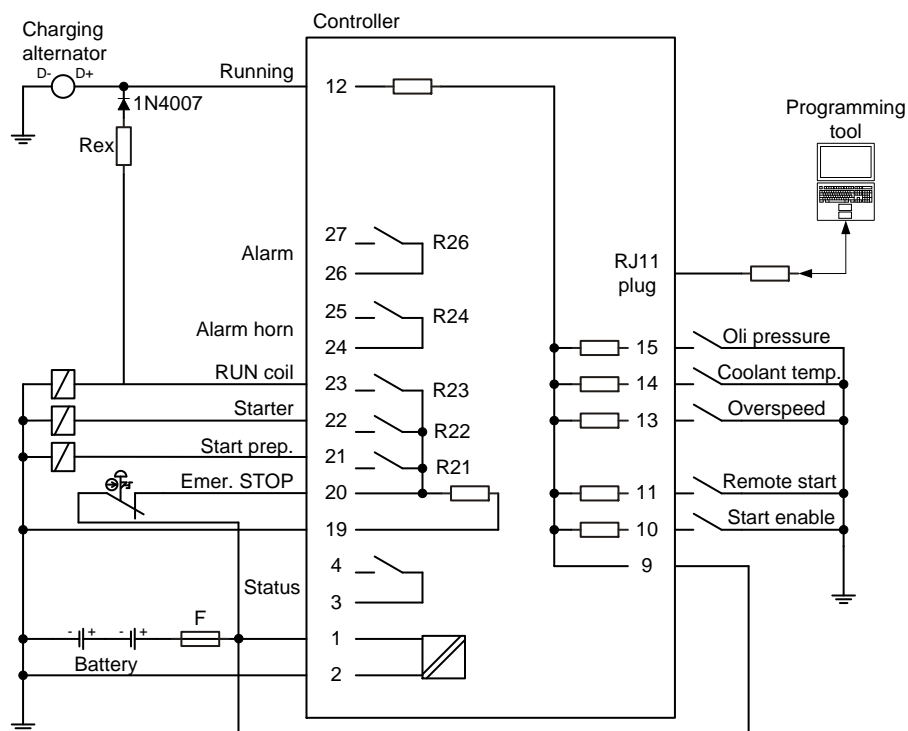 Controller
Charging
alternator
D- D+
Running
12
1N4007
Rex
Programming
tool
27
R26
Alarm
26
RJ11
plug
25
R24
Alarm horn
24
15
Oli pressure
RUN coil
23
R23
14
Coolant temp.
Starter
22
R22
13
Overspeed
Start prep.
21
R21
Emer. STOP
20
11
Remote start
19
10
Start enable
4
9
Status
3
- + - +
F
1
Battery
2